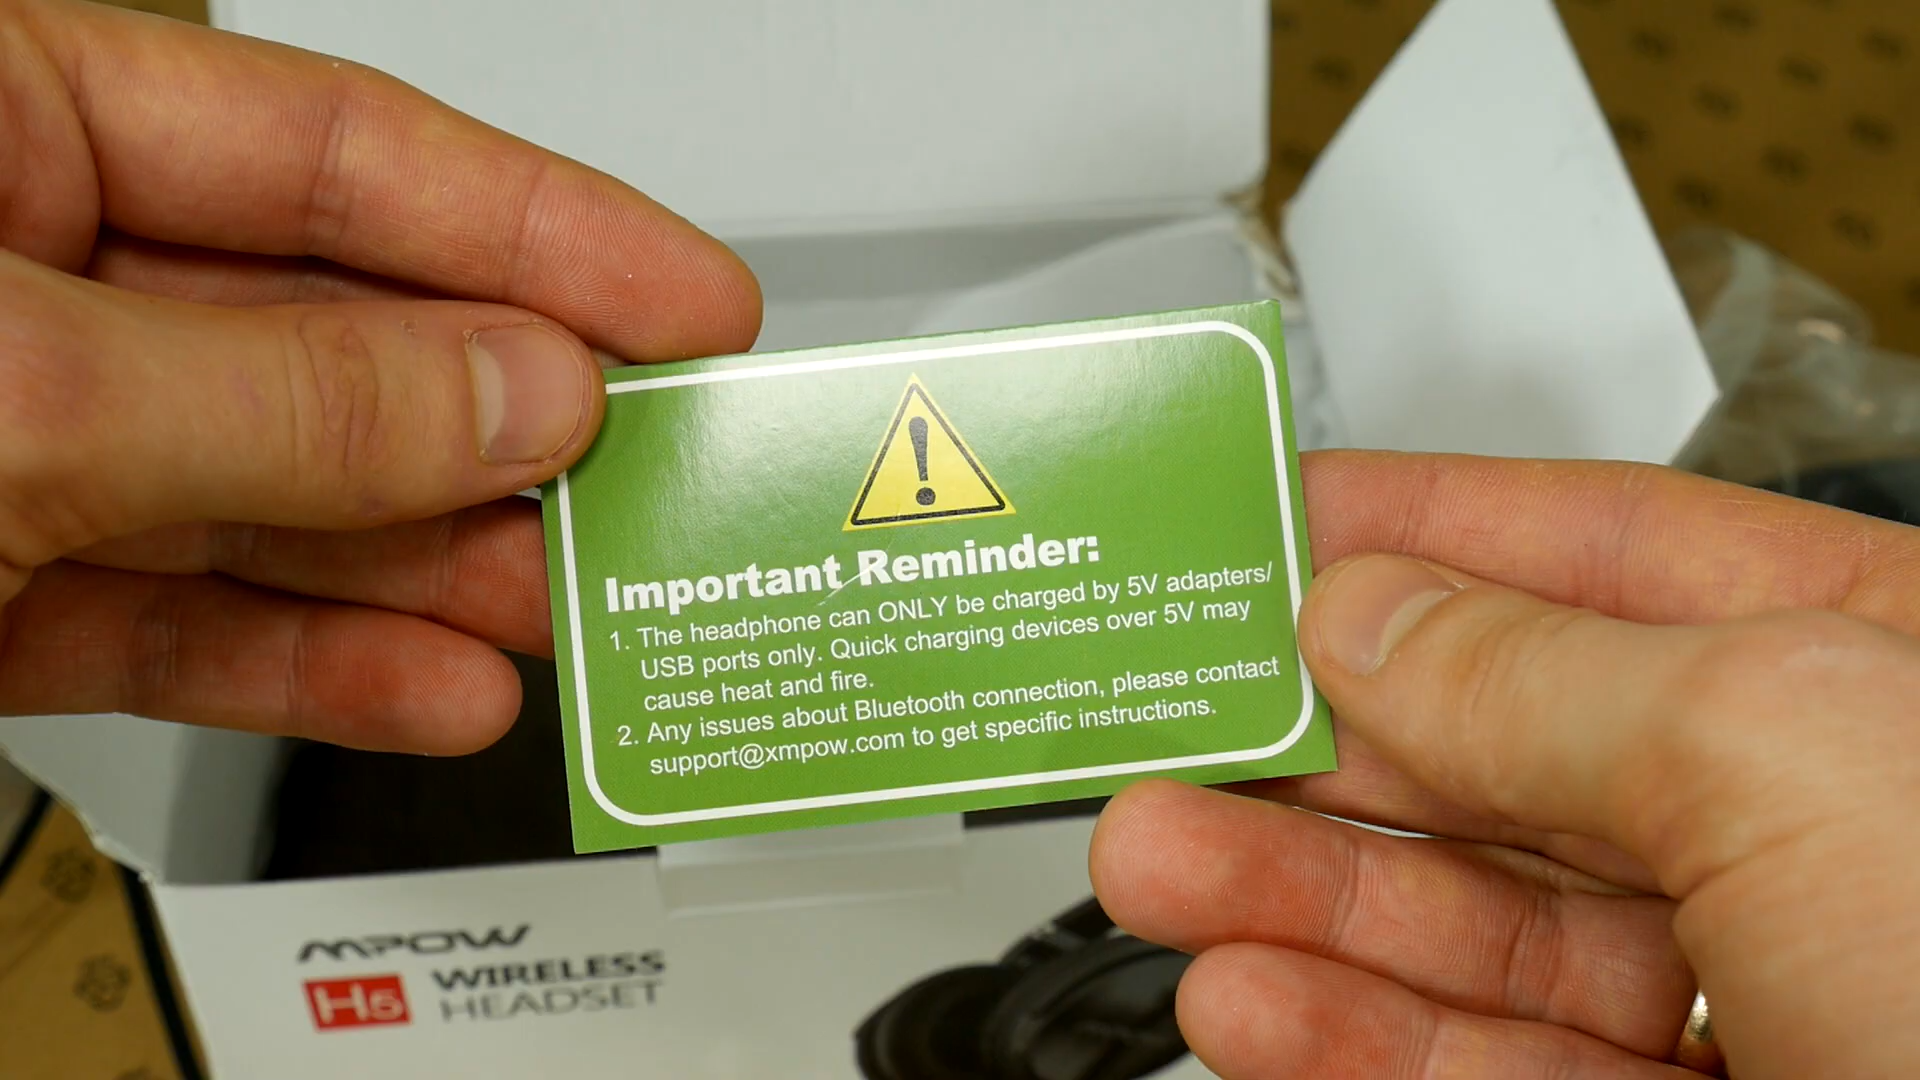 Important Reminder:
1. The headphone can ONLY be charged by 5V adapters/
USB ports only. Quick charging devices over 5V may
cause heat and fire.
2. Any issues about Bluetooth connection, please contact
support@xmpow.com to get specific instructions.
MPOW
H5 WIRELESS
HEADSET